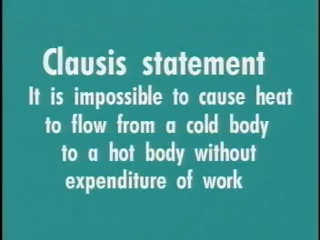 Clausis statement
It is impossible to cause heat
to flow from a cold body
to a hot body without
expenditure of work